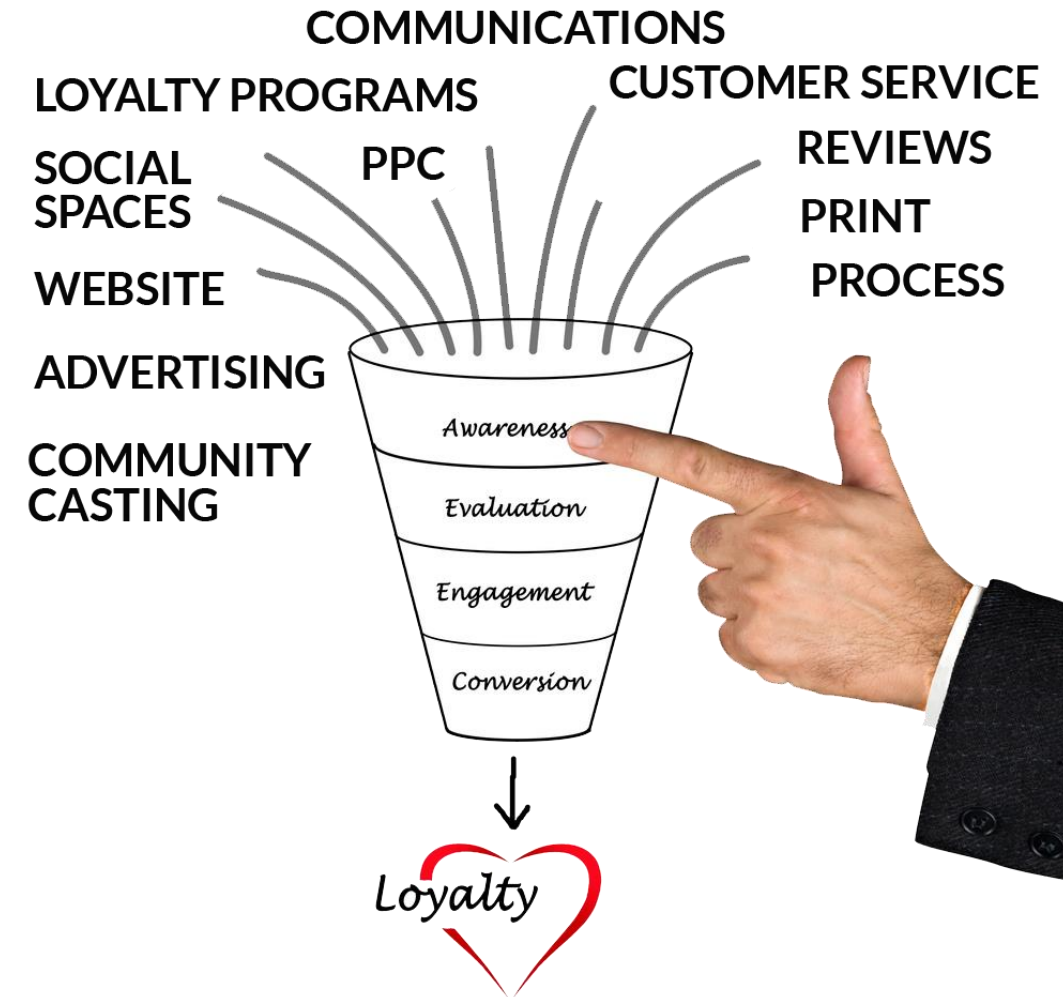 COMMUNICATIONS
LOYALTY PROGRAMS
CUSTOMER SERVICE
SOCIAL
SPACES
PPC
REVIEWS
PRINT
WEBSITE
PROCESS
ADVERTISING
COMMUNITY
CASTING
Awareness
Evaluation
Engagement
Conversion
Loyalty